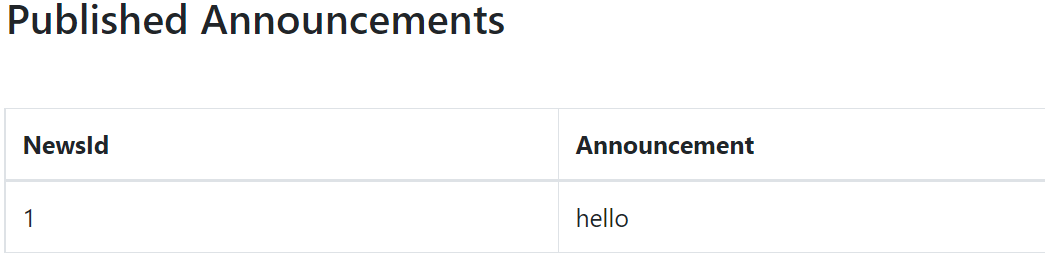 Published Announcements
NewsId Announcement
1 hello